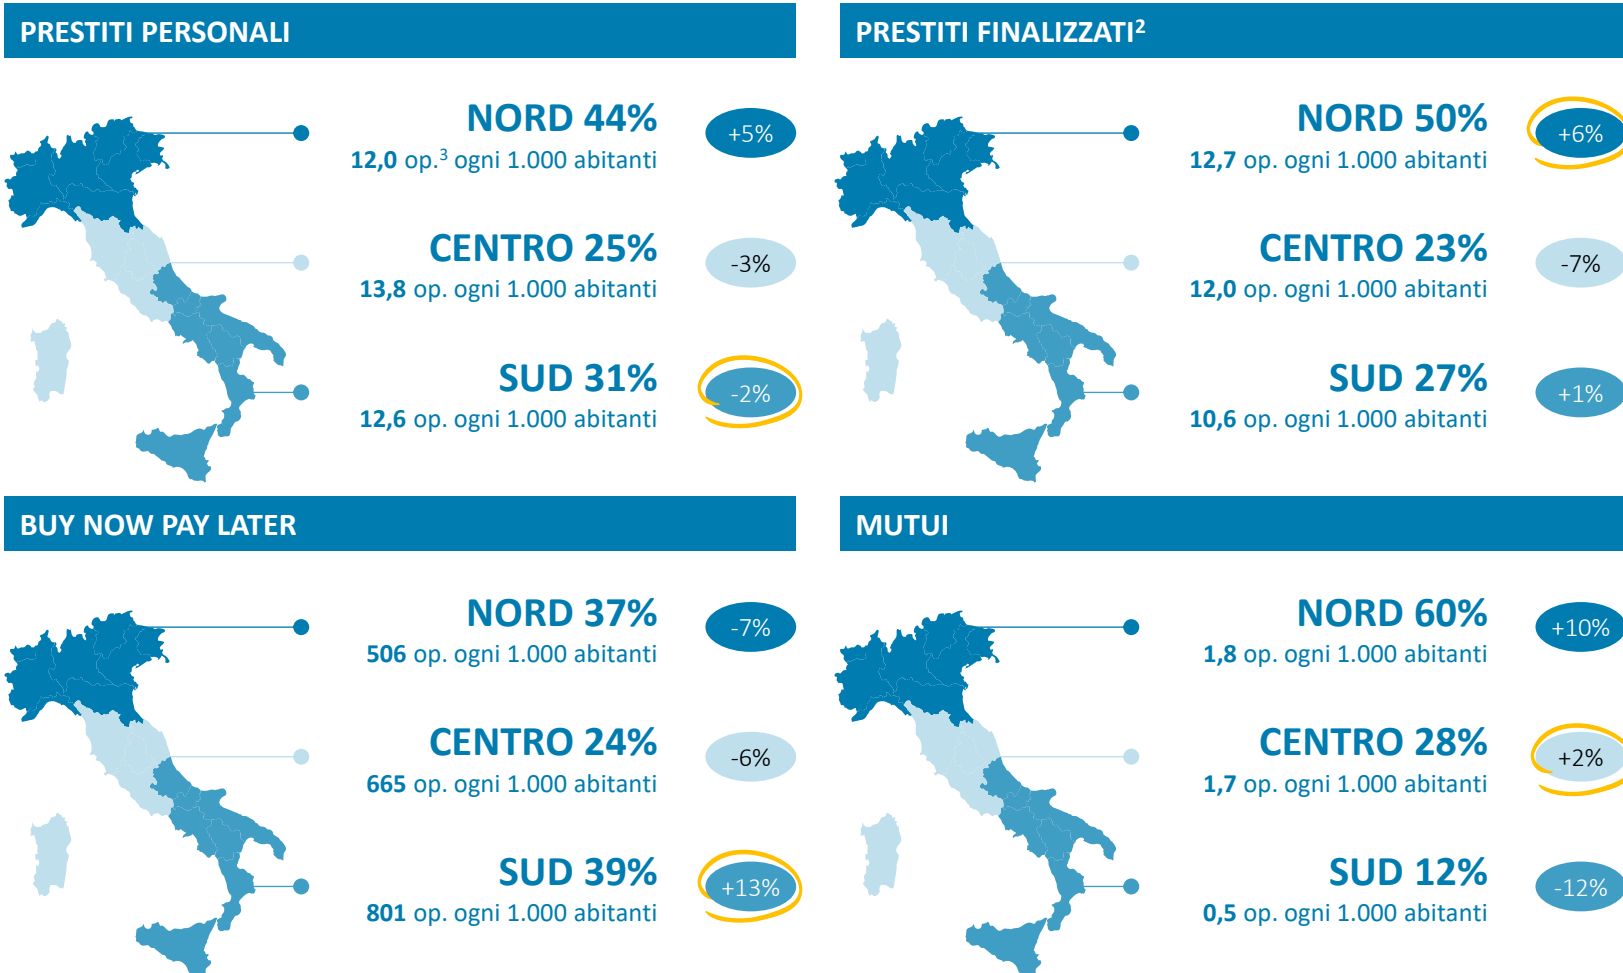 PRESTITI PERSONALI
NORD 44%
+5%
12,0 op.³ ogni 1.000 abitanti
CENTRO 25%
-3%
13,8 op. ogni 1.000 abitanti
SUD 31%
-2%
12,6 op. ogni 1.000 abitanti
PRESTITI FINALIZZATI²
NORD 50%
+6%
12,7 op. ogni 1.000 abitanti
CENTRO 23%
-7%
12,0 op. ogni 1.000 abitanti
SUD 27%
+1%
10,6 op. ogni 1.000 abitanti
BUY NOW PAY LATER
NORD 37%
-7%
506 op. ogni 1.000 abitanti
CENTRO 24%
-6%
665 op. ogni 1.000 abitanti
SUD 39%
+13%
801 op. ogni 1.000 abitanti
MUTUI
NORD 60%
+10%
1,8 op. ogni 1.000 abitanti
CENTRO 28%
+2%
1,7 op. ogni 1.000 abitanti
SUD 12%
-12%
0,5 op. ogni 1.000 abitanti